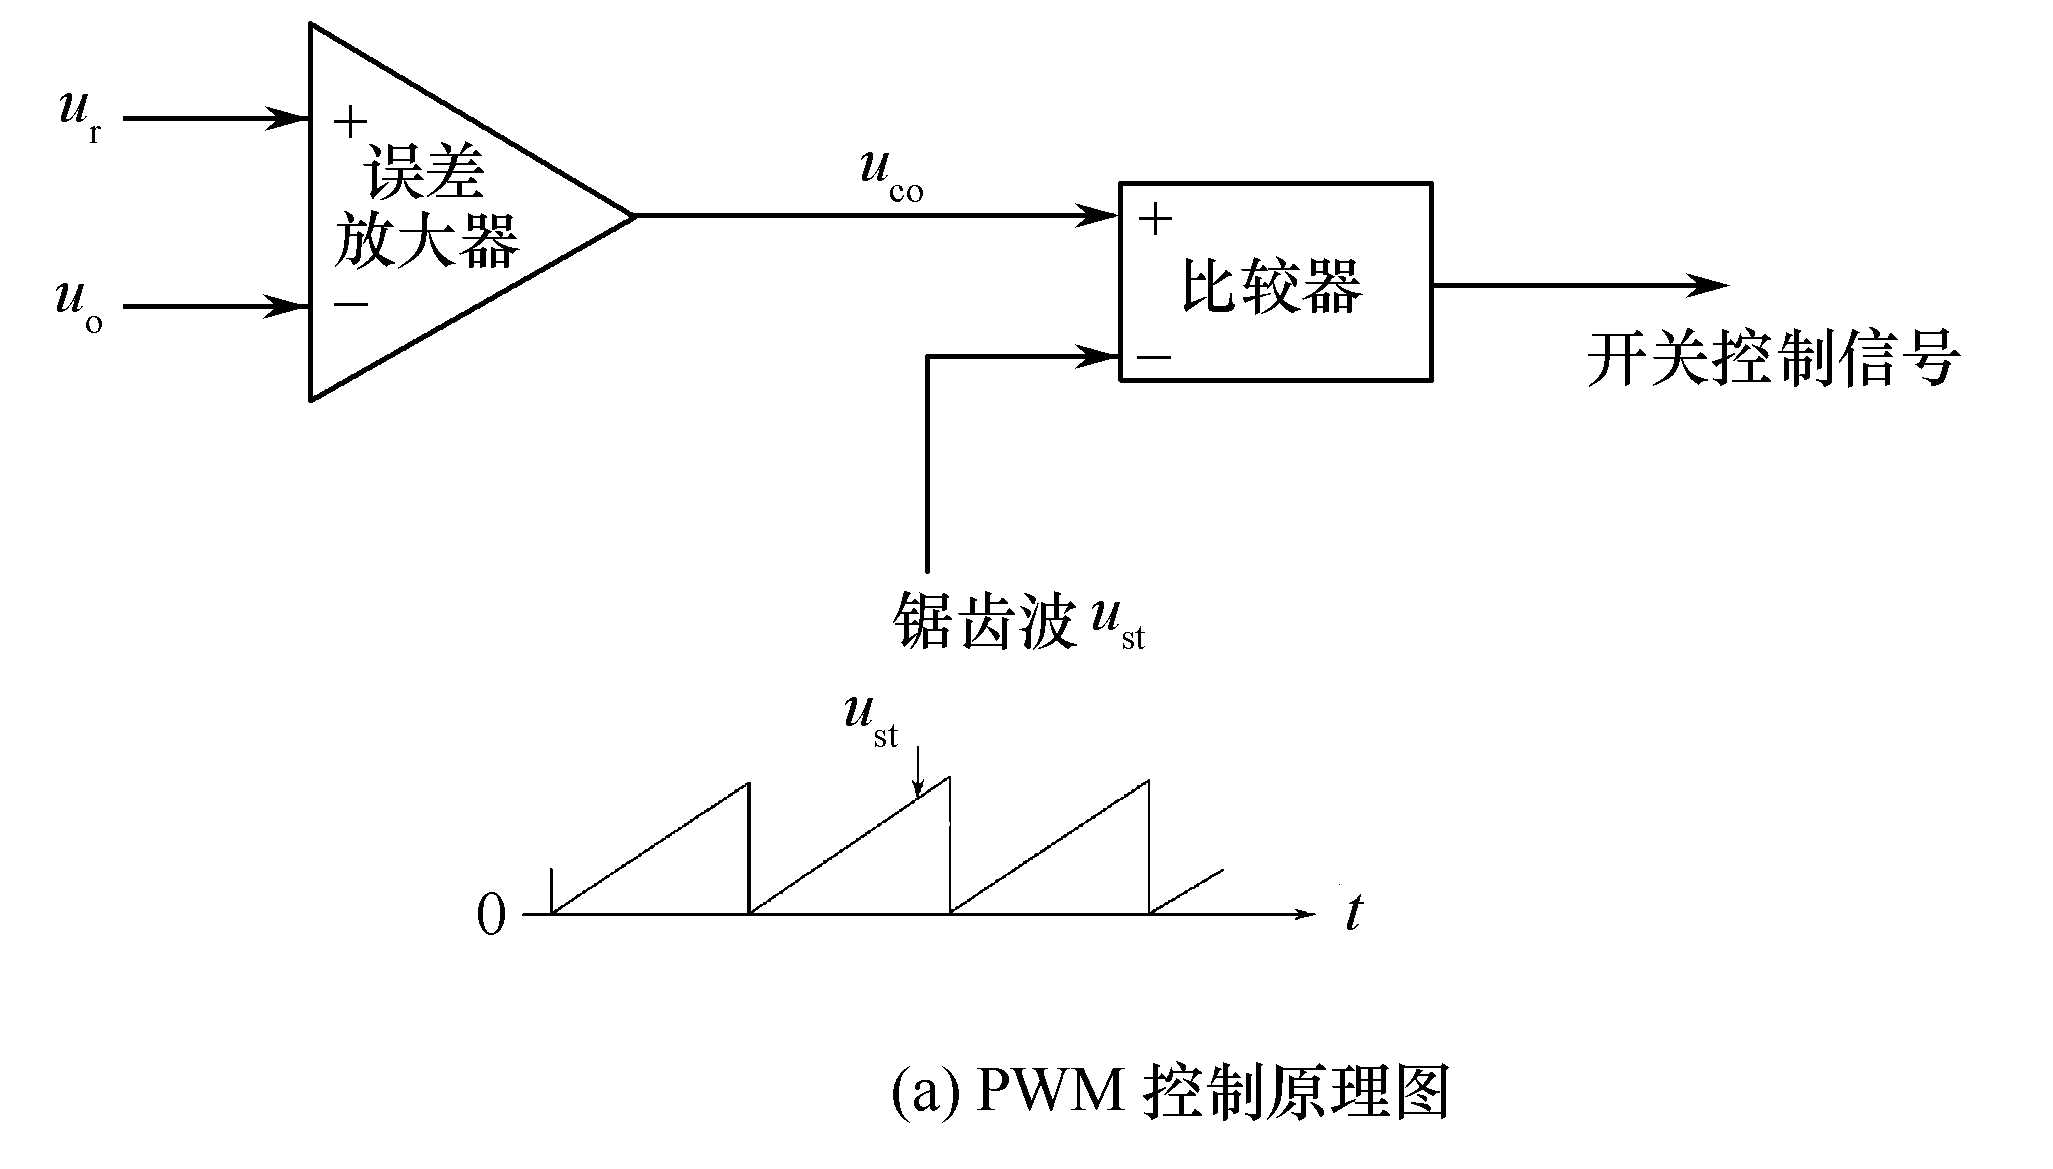 u_r
+
误差
放大器
u_o
−
u_co
+
比较器
−
开关控制信号
锯齿波 u_st
u_st
0
t
(a) PWM 控制原理图